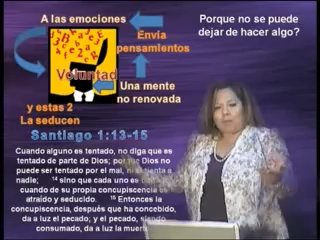 A las emociones
Envía
pensamientos
Voluntad
Una mente
no renovada
y estas 2
La seducen
Porque no se puede
dejar de hacer algo?
Santiago 1:13-15
Cuando alguno es tentado, no diga que es
tentado de parte de Dios; porque Dios no
puede ser tentado por el mal, ni él tienta a
nadie; 14 sino que cada uno es
cuando de su propia concupiscencia es
atraído y seducido. 15 Entonces la
concupiscencia, después que ha concebido,
da a luz el pecado; y el pecado, siendo
consumado, da a luz la muerte